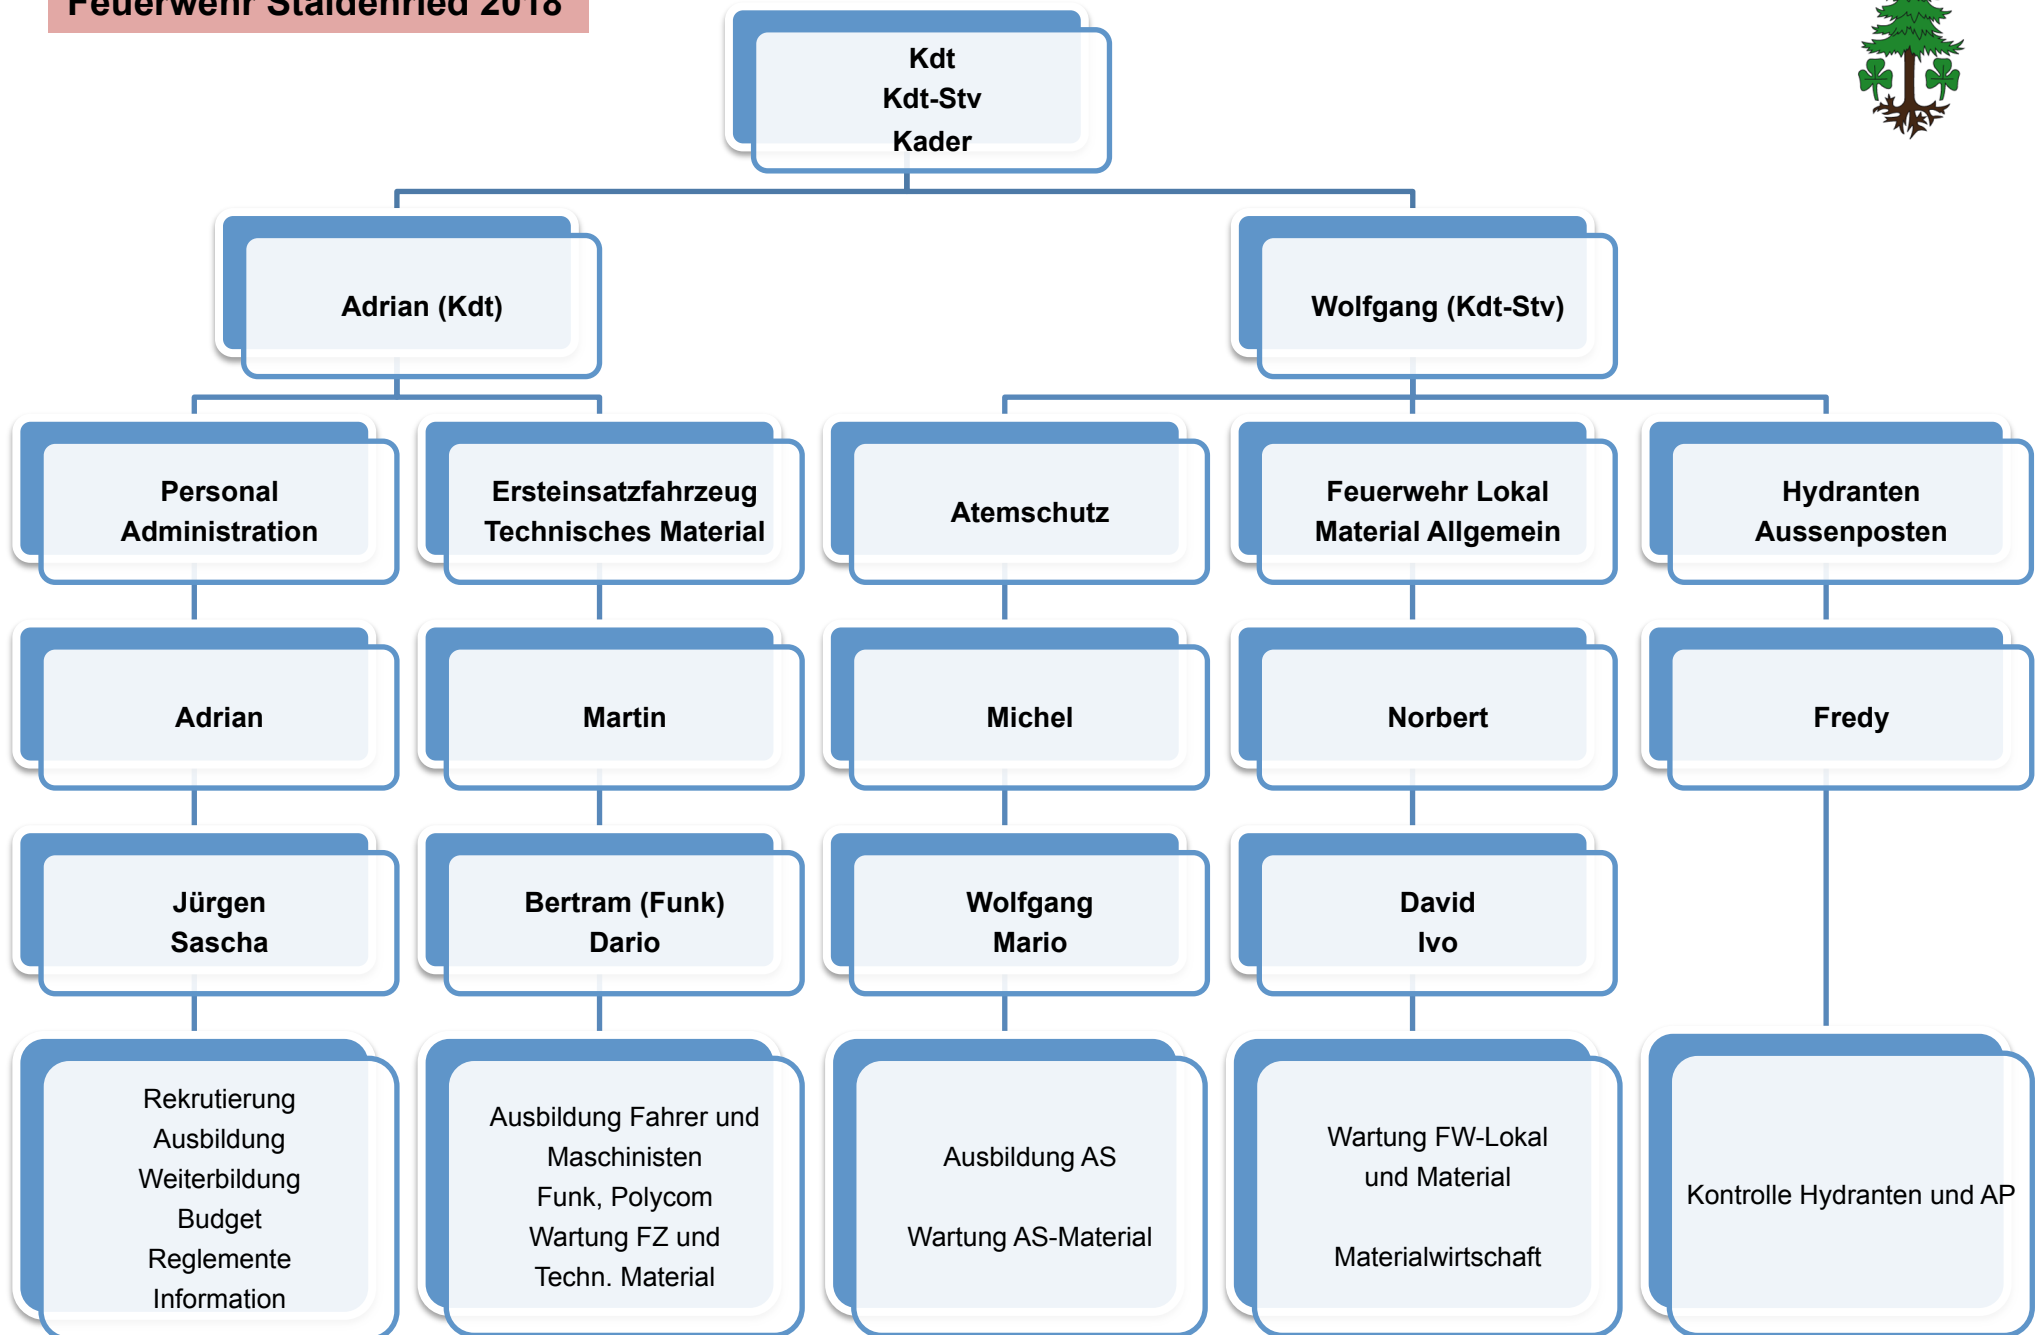 Feuerwehr Staldenried 2018
Kdt
Kdt-Stv
Kader
Adrian (Kdt)
Wolfgang (Kdt-Stv)
Personal
Administration
Ersteinsatzfahrzeug
Technisches Material
Atemschutz
Feuerwehr Lokal
Material Allgemein
Hydranten
Aussenposten
Adrian
Martin
Michel
Norbert
Fredy
Jürgen
Sascha
Bertram (Funk)
Dario
Wolfgang
Mario
David
Ivo
Rekrutierung
Ausbildung
Weiterbildung
Budget
Reglemente
Information
Ausbildung Fahrer und
Maschinisten
Funk, Polycom
Wartung FZ und
Techn. Material
Ausbildung AS
Wartung AS-Material
Wartung FW-Lokal
und Material
Materialwirtschaft
Kontrolle Hydranten und AP